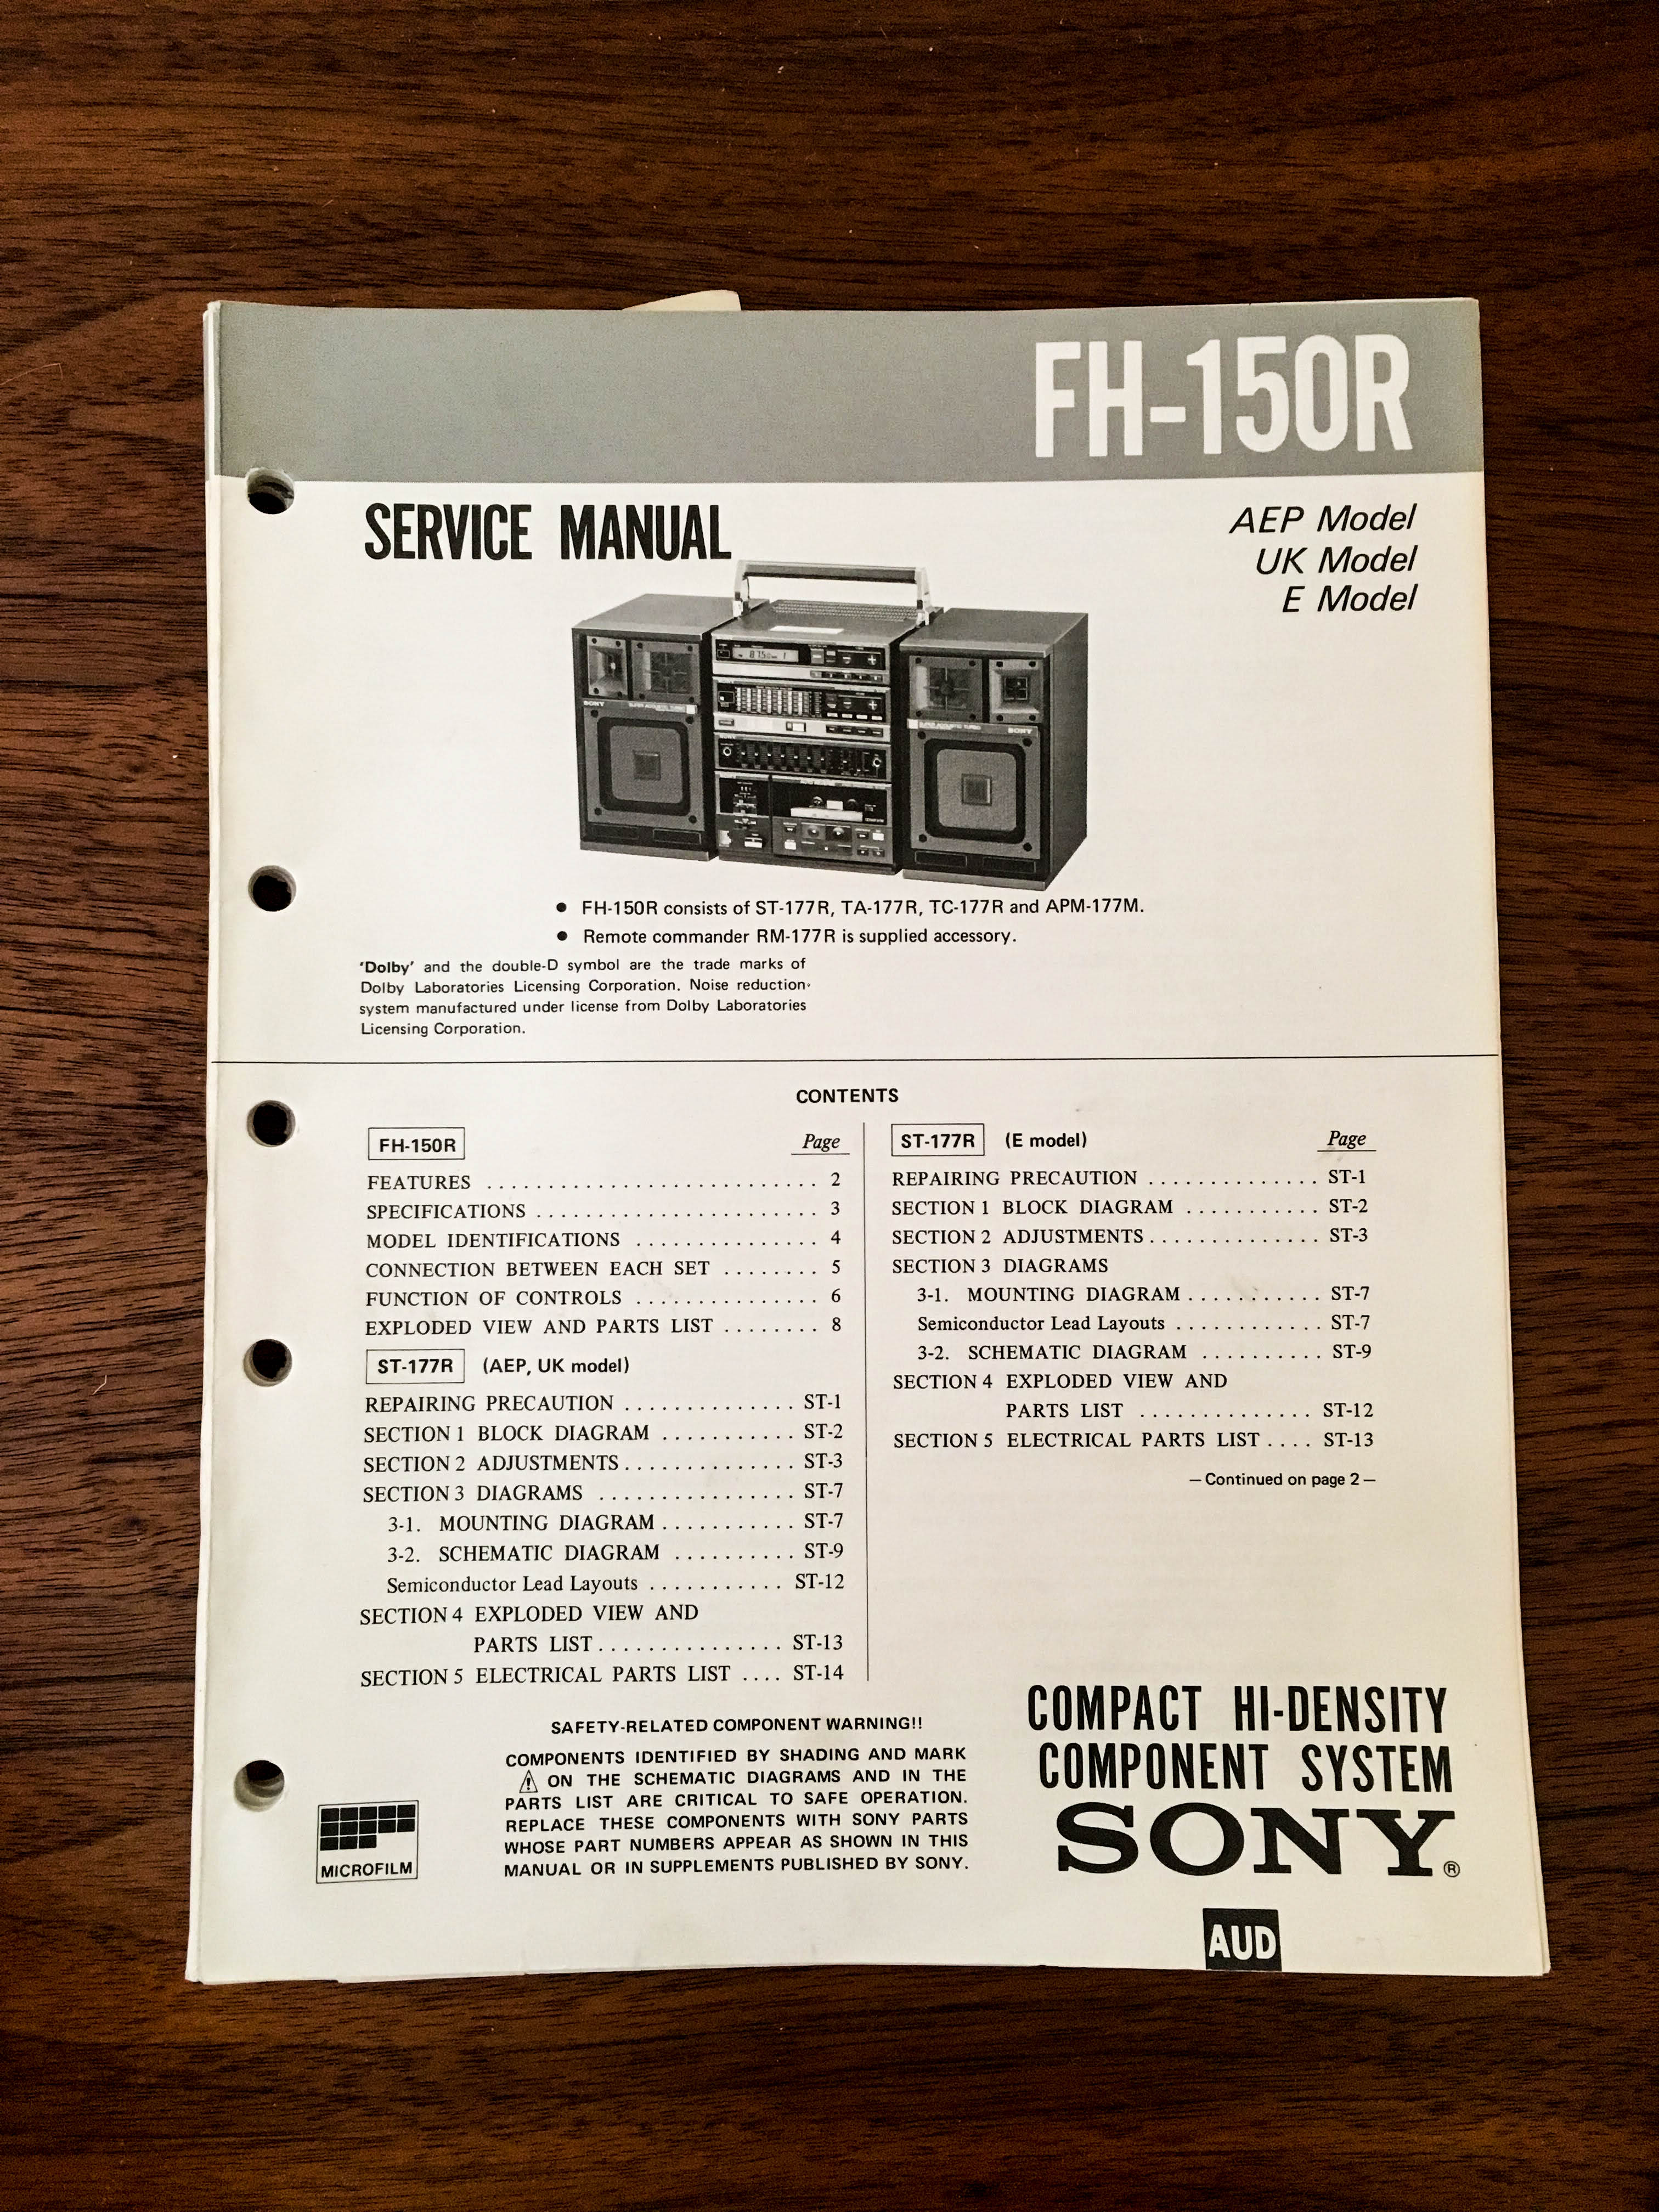 FH-150R
SERVICE MANUAL
AEP Model
UK Model
E Model
87.5
SONY
SONY
● FH-150R consists of ST-177R, TA-177R, TC-177R and APM-177M.
● Remote commander RM-177R is supplied accessory.
‘Dolby’ and the double-D symbol are the trade marks of
Dolby Laboratories Licensing Corporation. Noise reduction
system manufactured under license from Dolby Laboratories
Licensing Corporation.
CONTENTS
FH-150R Page
FEATURES ........................... 2
SPECIFICATIONS ....................... 3
MODEL IDENTIFICATIONS ............... 4
CONNECTION BETWEEN EACH SET ........ 5
FUNCTION OF CONTROLS ............... 6
EXPLODED VIEW AND PARTS LIST ........ 8
ST-177R (AEP, UK model)
REPAIRING PRECAUTION .............. ST-1
SECTION 1 BLOCK DIAGRAM ........... ST-2
SECTION 2 ADJUSTMENTS .............. ST-3
SECTION 3 DIAGRAMS ................ ST-7
3-1. MOUNTING DIAGRAM ........... ST-7
3-2. SCHEMATIC DIAGRAM .......... ST-9
Semiconductor Lead Layouts ........... ST-12
SECTION 4 EXPLODED VIEW AND
PARTS LIST ............... ST-13
SECTION 5 ELECTRICAL PARTS LIST .... ST-14
ST-177R (E model) Page
REPAIRING PRECAUTION .............. ST-1
SECTION 1 BLOCK DIAGRAM ........... ST-2
SECTION 2 ADJUSTMENTS .............. ST-3
SECTION 3 DIAGRAMS
3-1. MOUNTING DIAGRAM ........... ST-7
Semiconductor Lead Layouts ............ ST-7
3-2. SCHEMATIC DIAGRAM .......... ST-9
SECTION 4 EXPLODED VIEW AND
PARTS LIST .............. ST-12
SECTION 5 ELECTRICAL PARTS LIST .... ST-13
— Continued on page 2 —
SAFETY-RELATED COMPONENT WARNING!!
COMPONENTS IDENTIFIED BY SHADING AND MARK
⚠ ON THE SCHEMATIC DIAGRAMS AND IN THE
PARTS LIST ARE CRITICAL TO SAFE OPERATION.
REPLACE THESE COMPONENTS WITH SONY PARTS
WHOSE PART NUMBERS APPEAR AS SHOWN IN THIS
MANUAL OR IN SUPPLEMENTS PUBLISHED BY SONY.
MICROFILM
COMPACT HI-DENSITY
COMPONENT SYSTEM
SONY®
AUD